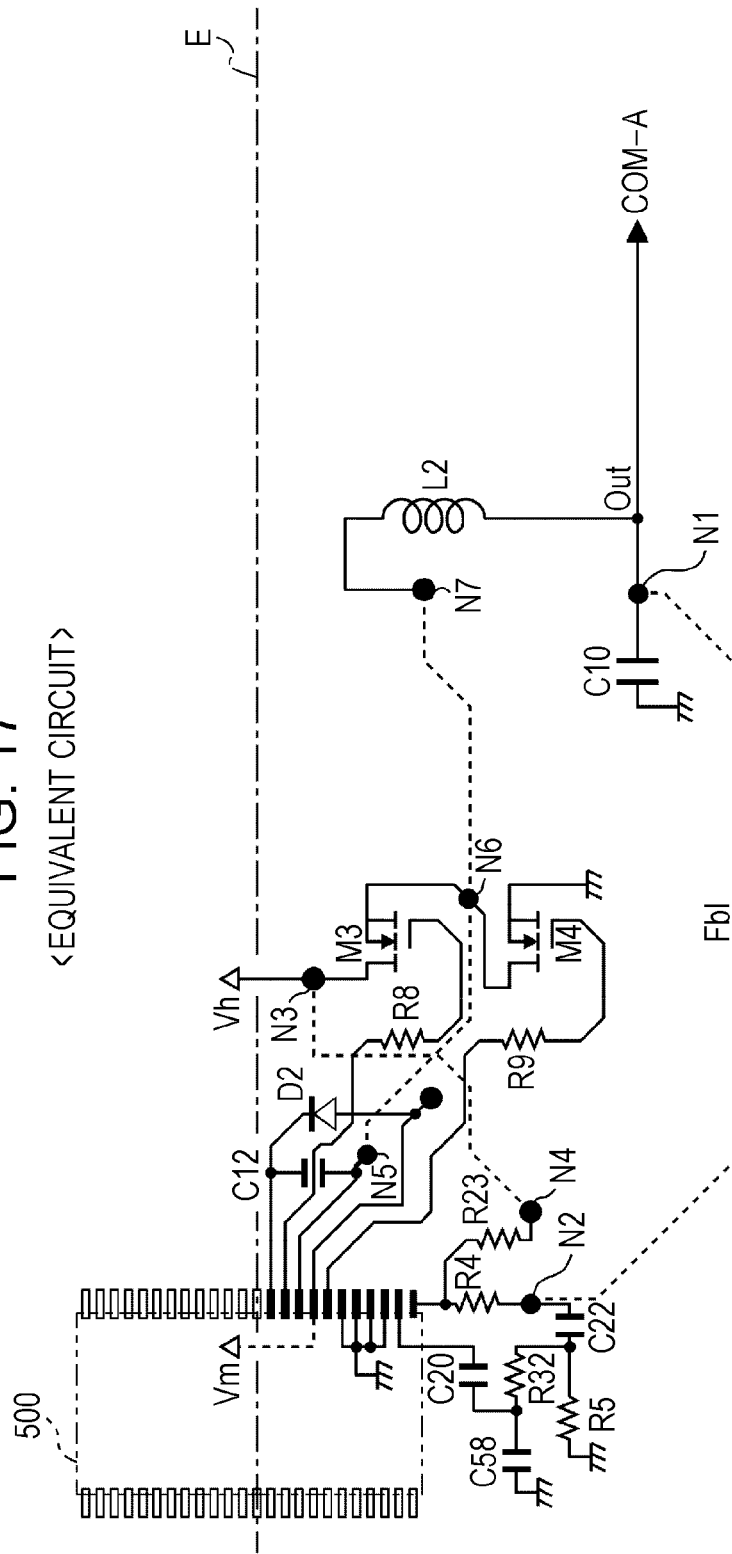 FIG. 17
<EQUIVALENT CIRCUIT>
E
500
Vm
Vh
C12
D2
N3
M3
R8
N5
N6
M4
R9
L2
N7
Out
COM-A
N1
C10
R23
N4
R4
N2
C22
C20
R32
C58
R5
Fbl